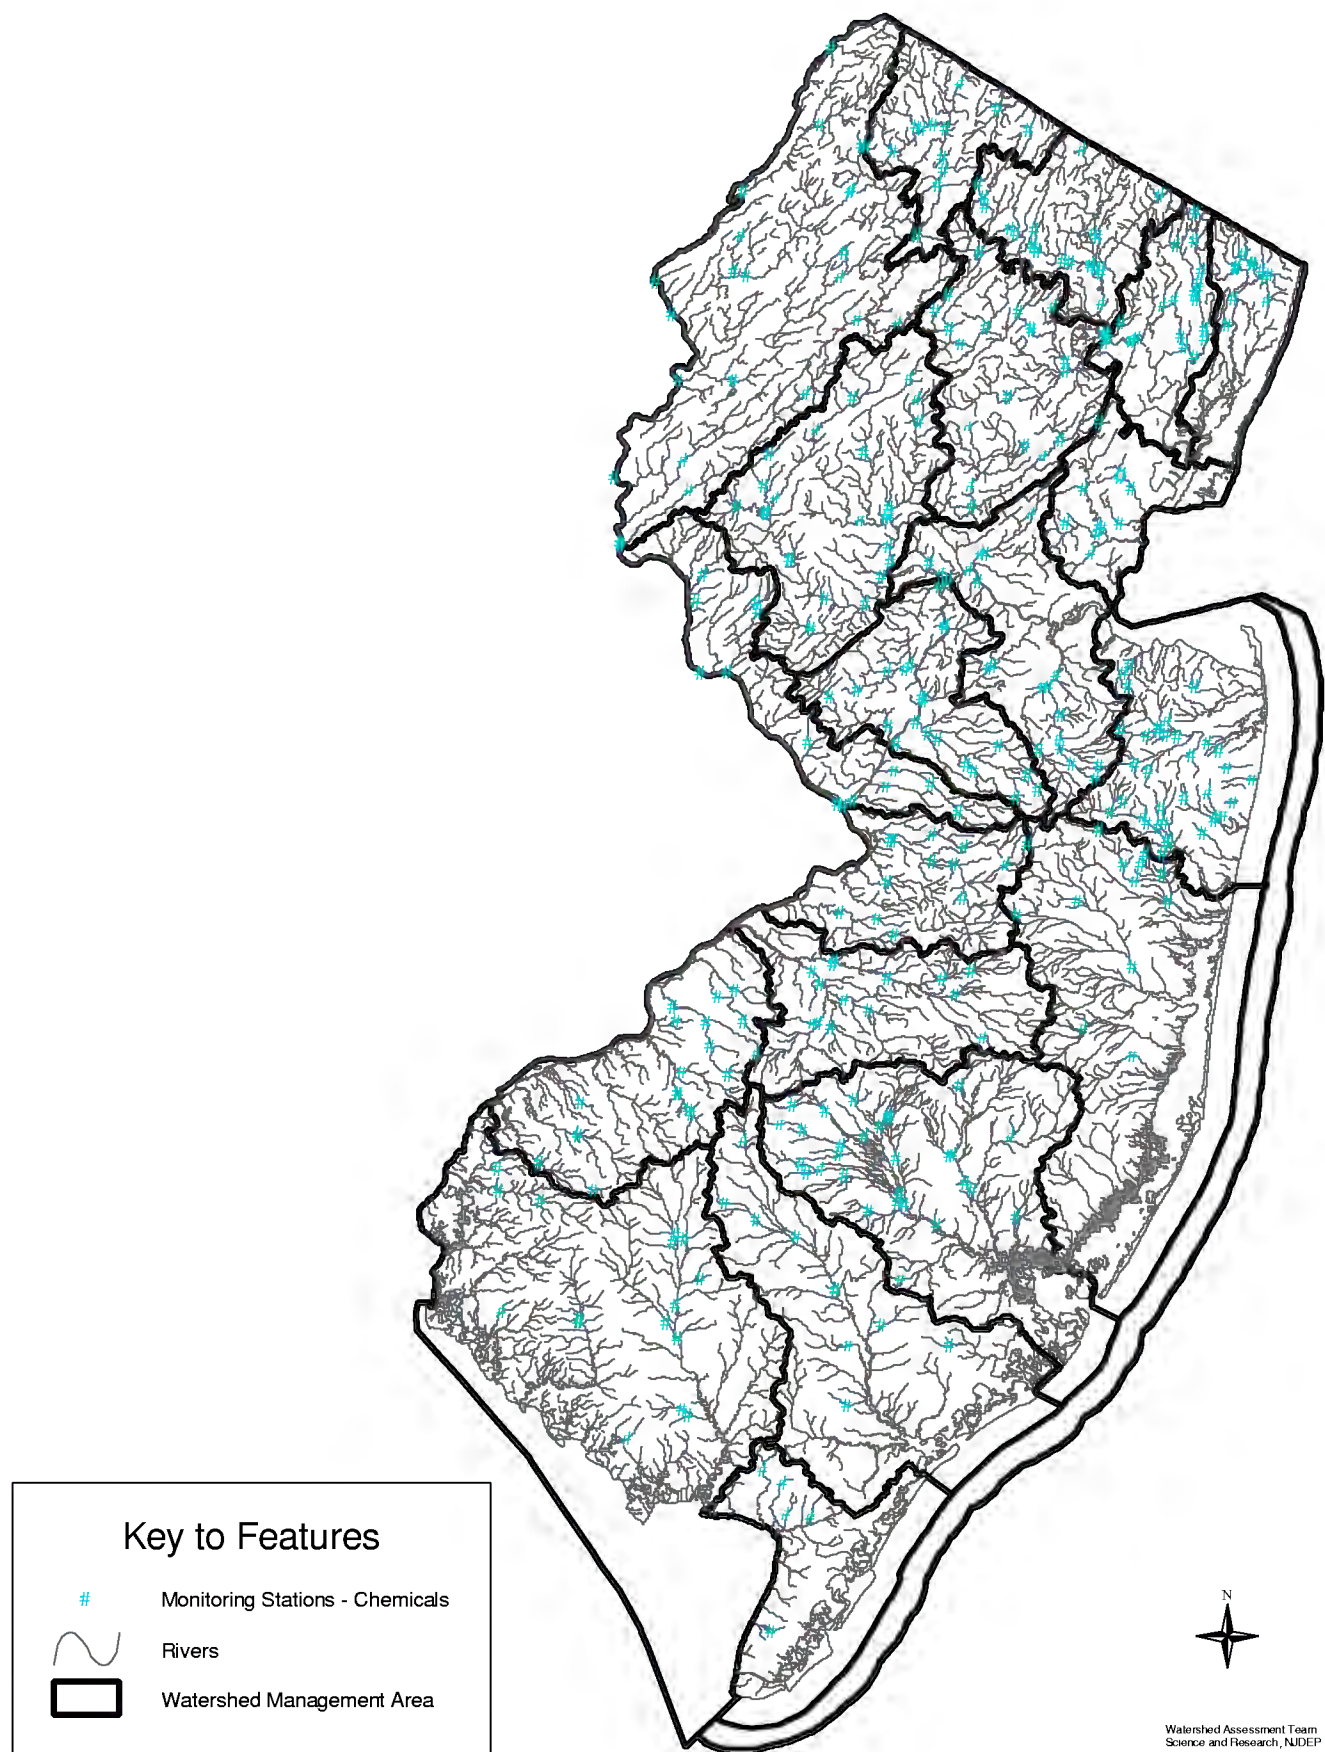 Key to Features
# Monitoring Stations - Chemicals
Rivers
Watershed Management Area
N
Watershed Assessment Team
Science and Research, NJDEP